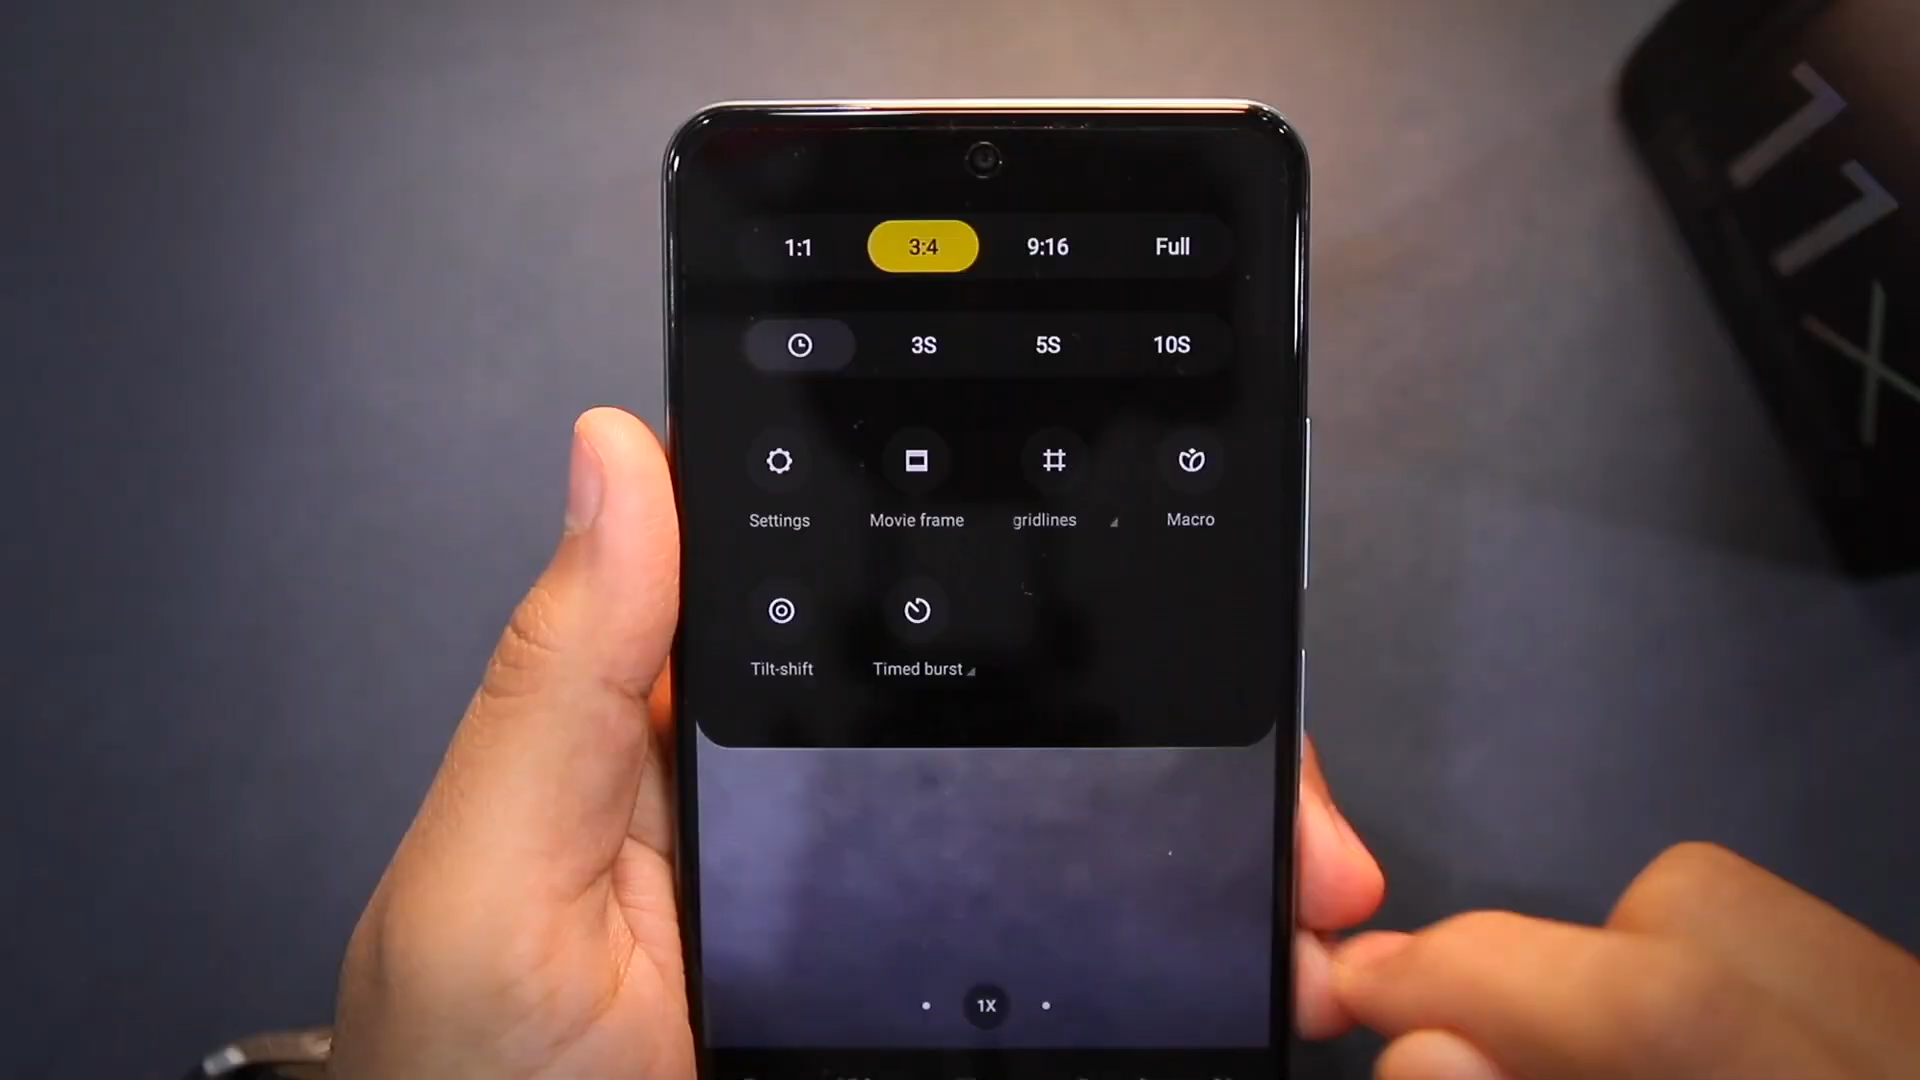 1:1 3:4 9:16 Full
3S 5S 10S
Settings Movie frame gridlines Macro
Tilt-shift Timed burst
1X
11X